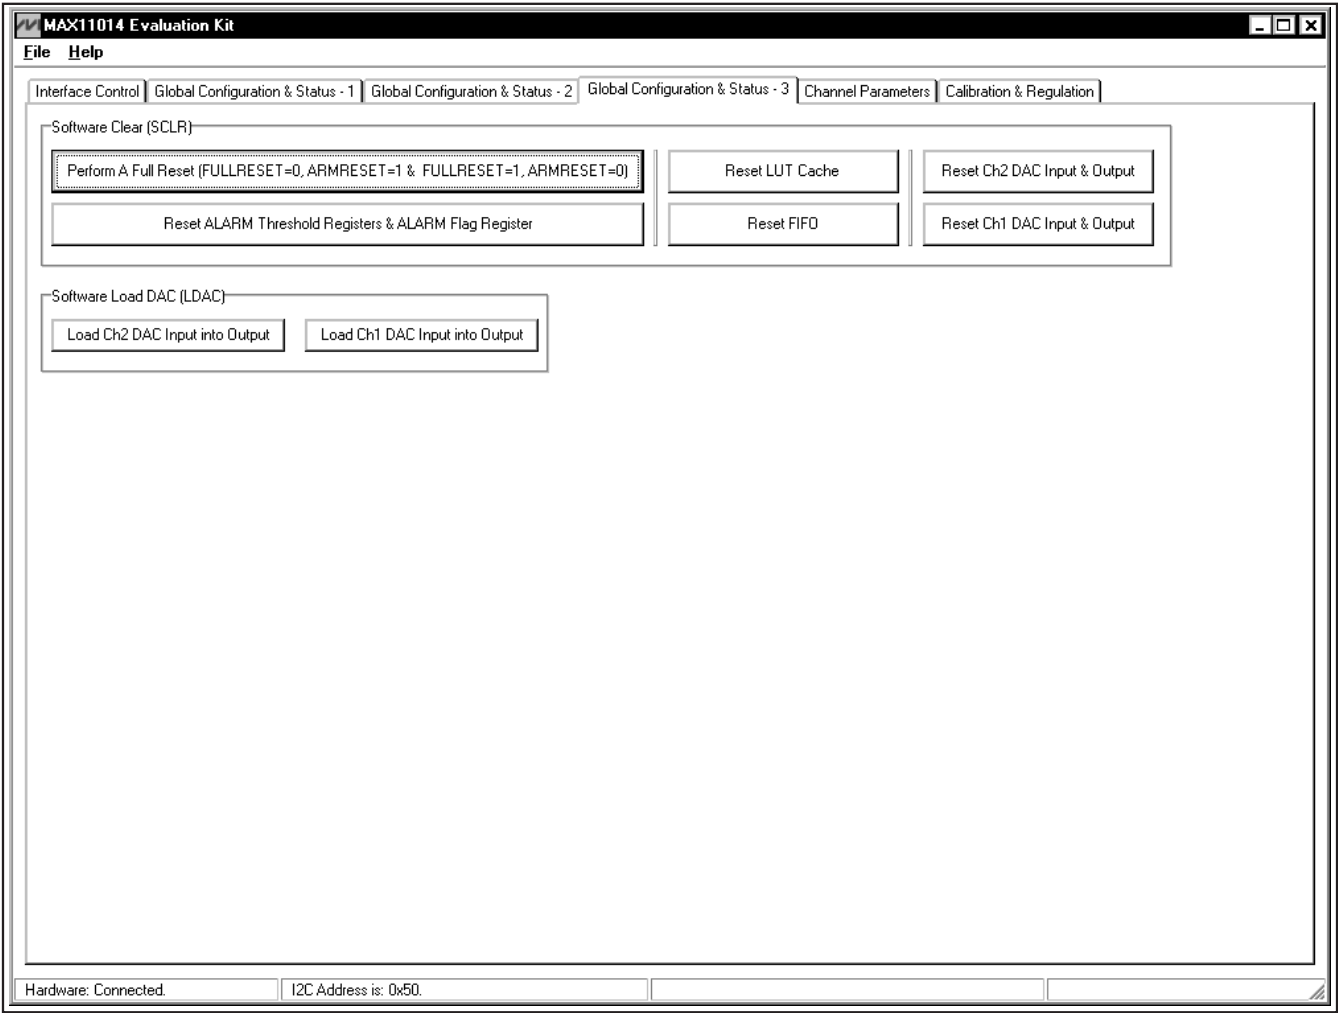 MAX11014 Evaluation Kit
File Help
Interface Control Global Configuration & Status - 1 Global Configuration & Status - 2 Global Configuration & Status - 3 Channel Parameters Calibration & Regulation
Software Clear (SCLR)
Perform A Full Reset (FULLRESET=0, ARMRESET=1 & FULLRESET=1, ARMRESET=0) Reset LUT Cache Reset Ch2 DAC Input & Output
Reset ALARM Threshold Registers & ALARM Flag Register Reset FIFO Reset Ch1 DAC Input & Output
Software Load DAC (LDAC)
Load Ch2 DAC Input into Output Load Ch1 DAC Input into Output
Hardware: Connected. I2C Address is: 0x50.